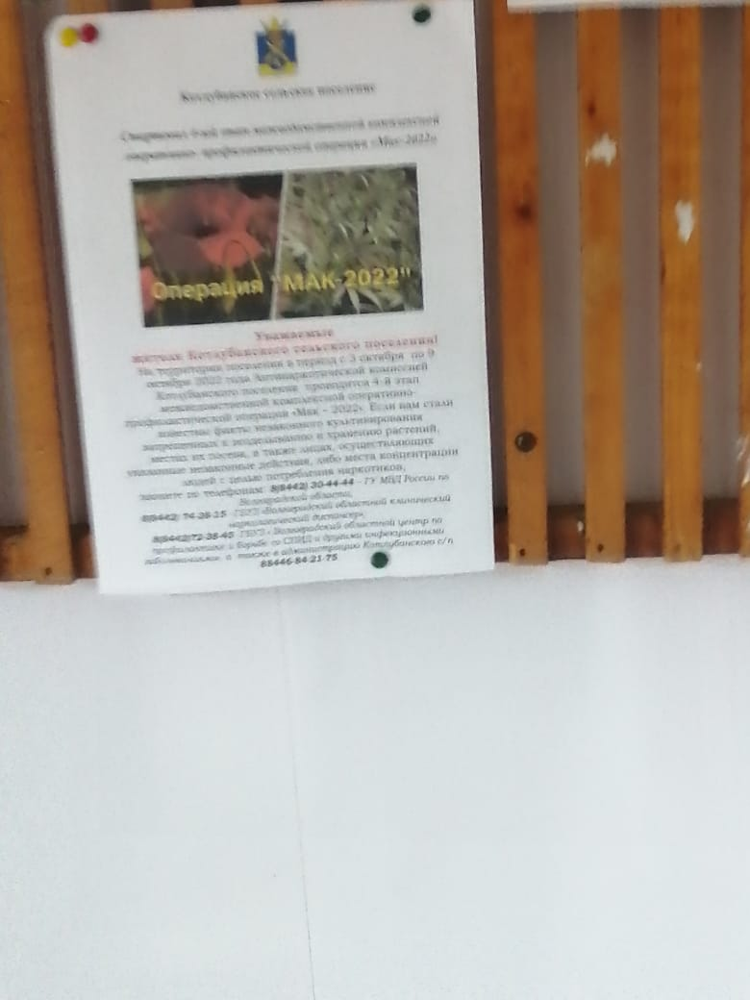 Котлубанское сельское поселение
Стартовал 4-ый этап межведомственной комплексной
оперативно- профилактической операции «Мак-2022»
Операция "МАК-2022"
Уважаемые
жители Котлубанского сельского поселения!
На территории поселения в период с 3 октября по 9
октября 2022 года Антинаркотической комиссией
Котлубанского поселения проводится 4-й этап
межведомственной комплексной оперативно-
профилактической операции «Мак – 2022». Если вам стали
известны факты незаконного культивирования
запрещенных к возделыванию и хранению растений,
местах их посева, а также лицах, осуществляющих
указанные незаконные действия, либо места концентрации
людей с целью потребления наркотиков,
звоните по телефонам: 8(8442) 30-44-44 – ГУ МВД России по
Волгоградской области,
8(8442) 74-38-15 -ГБУЗ «Волгоградский областной клинический
наркологический диспансер»,
8(8442)72-38-45 ГБУЗ « Волгоградский областной центр по
профилактике и борьбе со СПИД и другими инфекционными
заболеваниями, а также в администрацию Котлубанского с/п
88446-84-21-75